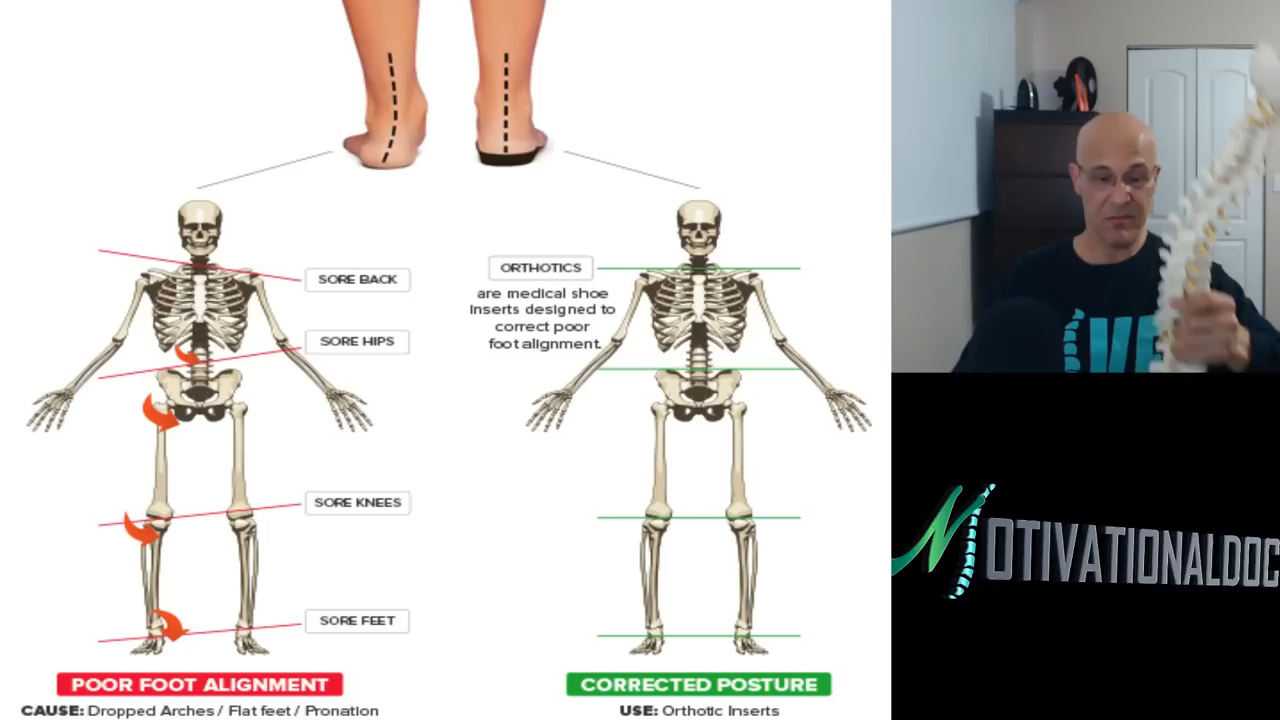 SORE BACK
SORE HIPS
SORE KNEES
SORE FEET
POOR FOOT ALIGNMENT
CAUSE: Dropped Arches / Flat feet / Pronation
ORTHOTICS
are medical shoe
inserts designed to
correct poor
foot alignment.
CORRECTED POSTURE
USE: Orthotic Inserts
MOTIVATIONALDOC